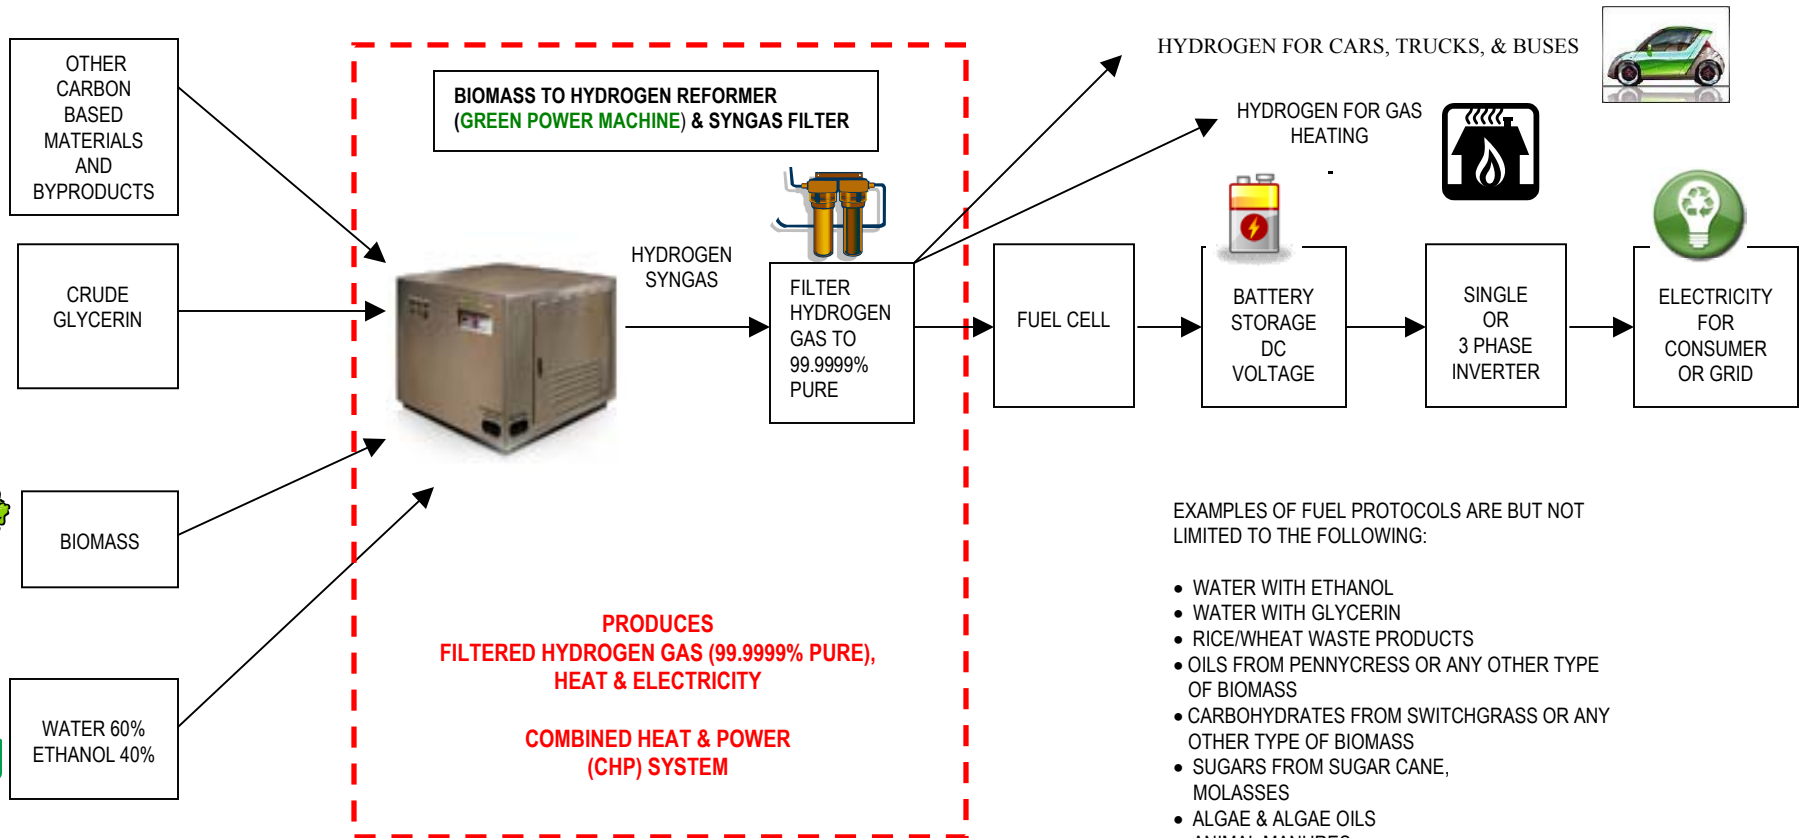 OTHER
CARBON
BASED
MATERIALS
AND
BYPRODUCTS
CRUDE
GLYCERIN
BIOMASS
WATER 60%
ETHANOL 40%
BIOMASS TO HYDROGEN REFORMER
(GREEN POWER MACHINE) & SYNGAS FILTER
HYDROGEN
SYNGAS
FILTER
HYDROGEN
GAS TO
99.9999%
PURE
PRODUCES
FILTERED HYDROGEN GAS (99.9999% PURE),
HEAT & ELECTRICITY
COMBINED HEAT & POWER
(CHP) SYSTEM
HYDROGEN FOR CARS, TRUCKS, & BUSES
HYDROGEN FOR GAS
HEATING
-
FUEL CELL
BATTERY
STORAGE
DC
VOLTAGE
SINGLE
OR
3 PHASE
INVERTER
ELECTRICITY
FOR
CONSUMER
OR GRID
EXAMPLES OF FUEL PROTOCOLS ARE BUT NOT
LIMITED TO THE FOLLOWING:
• WATER WITH ETHANOL
• WATER WITH GLYCERIN
• RICE/WHEAT WASTE PRODUCTS
• OILS FROM PENNYCRESS OR ANY OTHER TYPE
OF BIOMASS
• CARBOHYDRATES FROM SWITCHGRASS OR ANY
OTHER TYPE OF BIOMASS
• SUGARS FROM SUGAR CANE,
MOLASSES
• ALGAE & ALGAE OILS
• ANIMAL MANURES